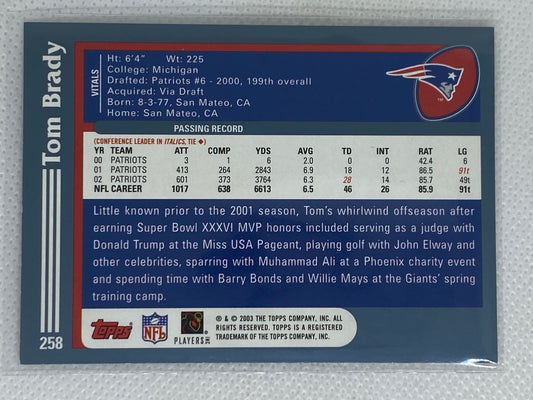 Tom Brady
258
VITALS
Ht: 6'4" Wt: 225
College: Michigan
Drafted: Patriots #6 - 2000, 199th overall
Acquired: Via Draft
Born: 8-3-77, San Mateo, CA
Home: San Mateo, CA
PASSING RECORD
(CONFERENCE LEADER IN ITALICS, TIE ♦)
YR TEAM ATT COMP YDS AVG TD INT RAT LG
00 PATRIOTS 3 1 6 2.0 0 0 42.4 6
01 PATRIOTS 413 264 2843 6.9 18 12 86.5 91t
02 PATRIOTS 601 373 3764 6.3 28 14 85.7 49t
NFL CAREER 1017 638 6613 6.5 46 26 85.9 91t
Little known prior to the 2001 season, Tom's whirlwind offseason after
earning Super Bowl XXXVI MVP honors included serving as a judge with
Donald Trump at the Miss USA Pageant, playing golf with John Elway and
other celebrities, sparring with Muhammad Ali at a Phoenix charity event
and spending time with Barry Bonds and Willie Mays at the Giants' spring
training camp.
Topps
NFL
PLAYERS INC
® & © 2003 THE TOPPS COMPANY, INC. ALL
RIGHTS RESERVED. TOPPS IS A REGISTERED
TRADEMARK OF THE TOPPS COMPANY, INC.